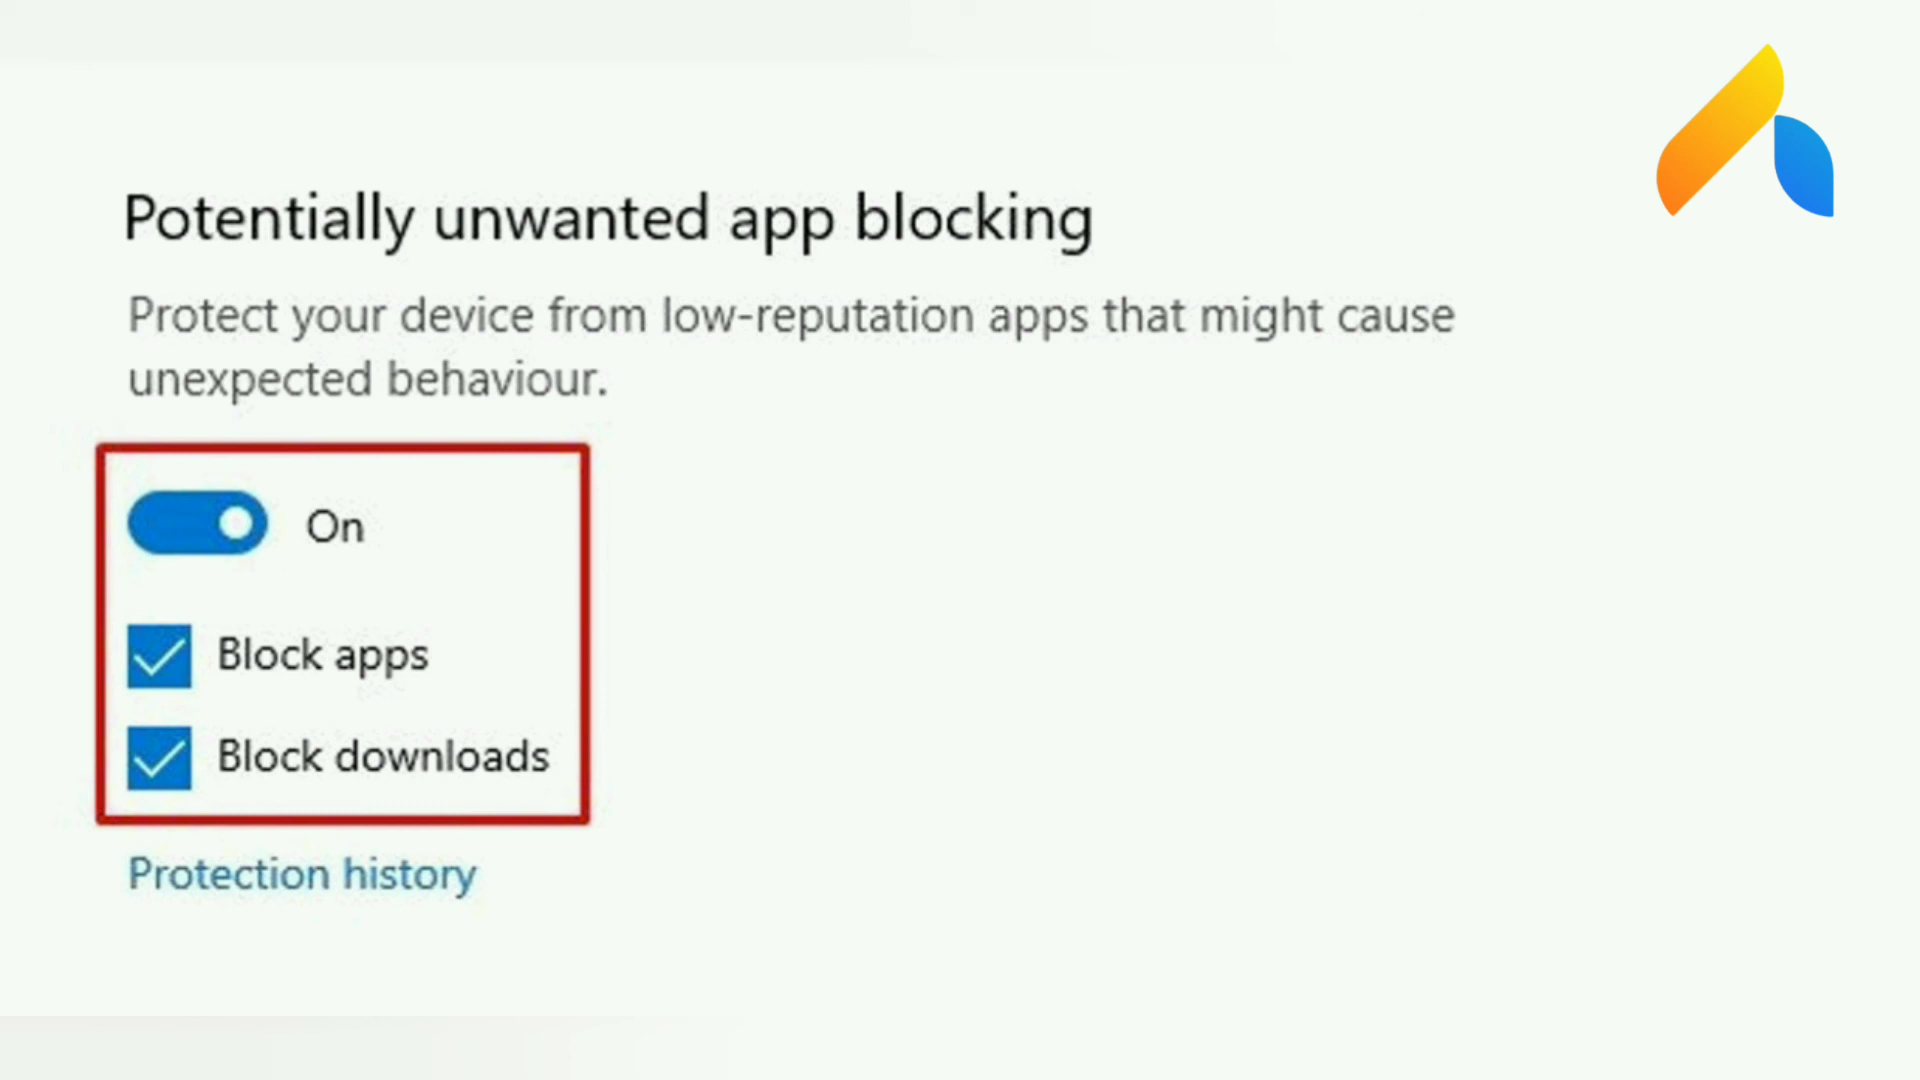 Potentially unwanted app blocking
Protect your device from low-reputation apps that might cause
unexpected behaviour.
On
Block apps
Block downloads
Protection history